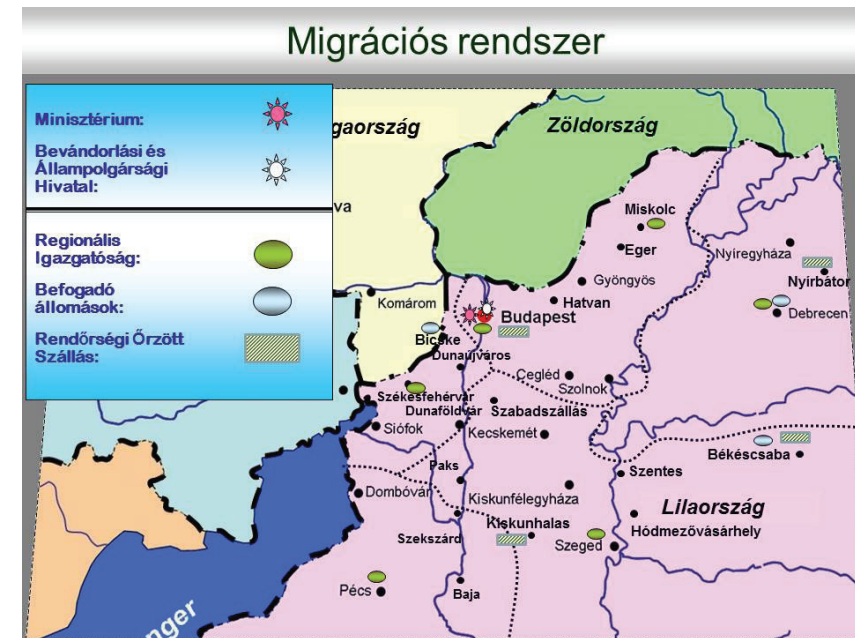 Migrációs rendszer
Minisztérium:
Bevándorlási és
Állampolgársági
Hivatal:
Regionális
Igazgatóság:
Befogadó
állomások:
Rendőrségi Őrzött
Szállás:
gaország
Zöldország
va
Miskolc
Eger
Nyíregyháza
Gyöngyös
Nyírbátor
Komárom
Hatvan
Budapest
Debrecen
Bicske
Dunaújváros
Cegléd
Szolnok
Székesfehérvár
Dunaföldvár
Szabadszállás
Siófok
Kecskemét
Békéscsaba
Paks
Szentes
Dombóvár
Kiskunfélegyháza
Lilaország
Kiskunhalas
Hódmezővásárhely
Szekszárd
Szeged
Pécs
Baja
nger